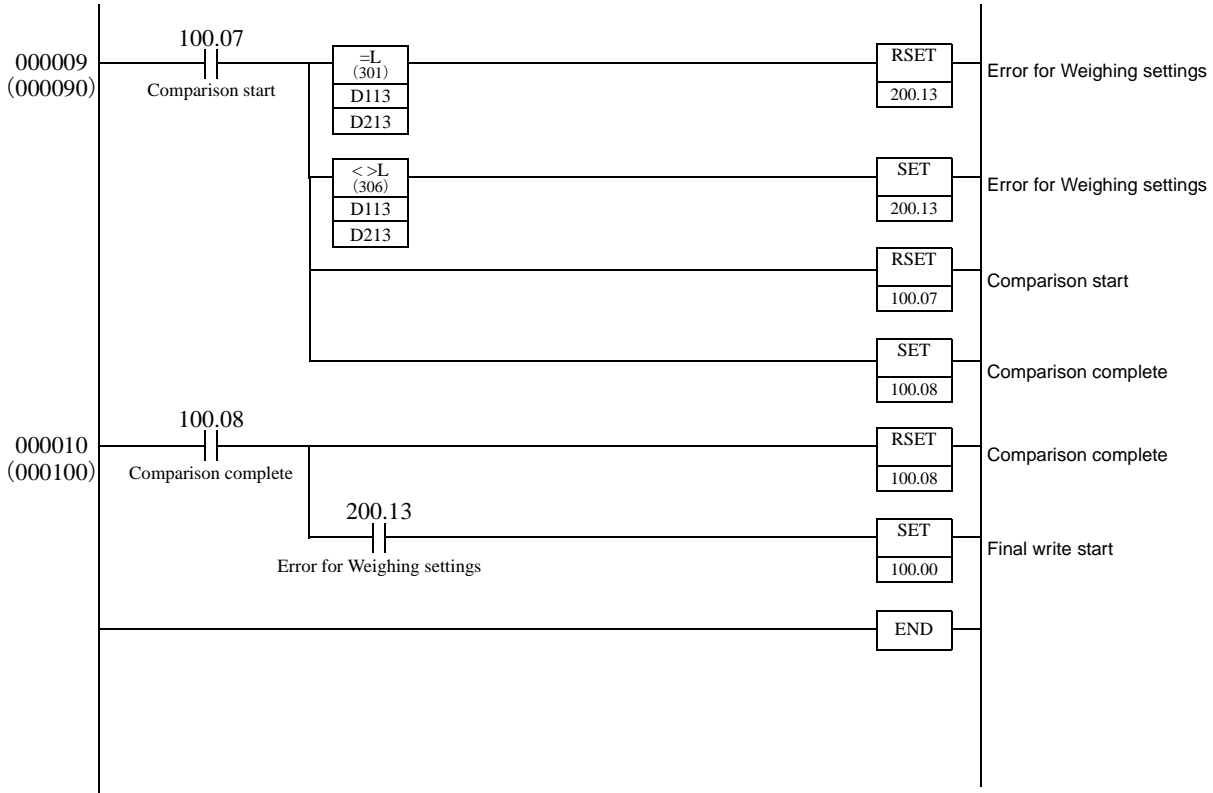 100.07
000009
(000090)
Comparison start
=L
(301)
D113
D213
RSET
200.13
Error for Weighing settings
< >L
(306)
D113
D213
SET
200.13
Error for Weighing settings
RSET
100.07
Comparison start
SET
100.08
Comparison complete
100.08
000010
(000100)
Comparison complete
RSET
100.08
Comparison complete
200.13
Error for Weighing settings
SET
100.00
Final write start
END